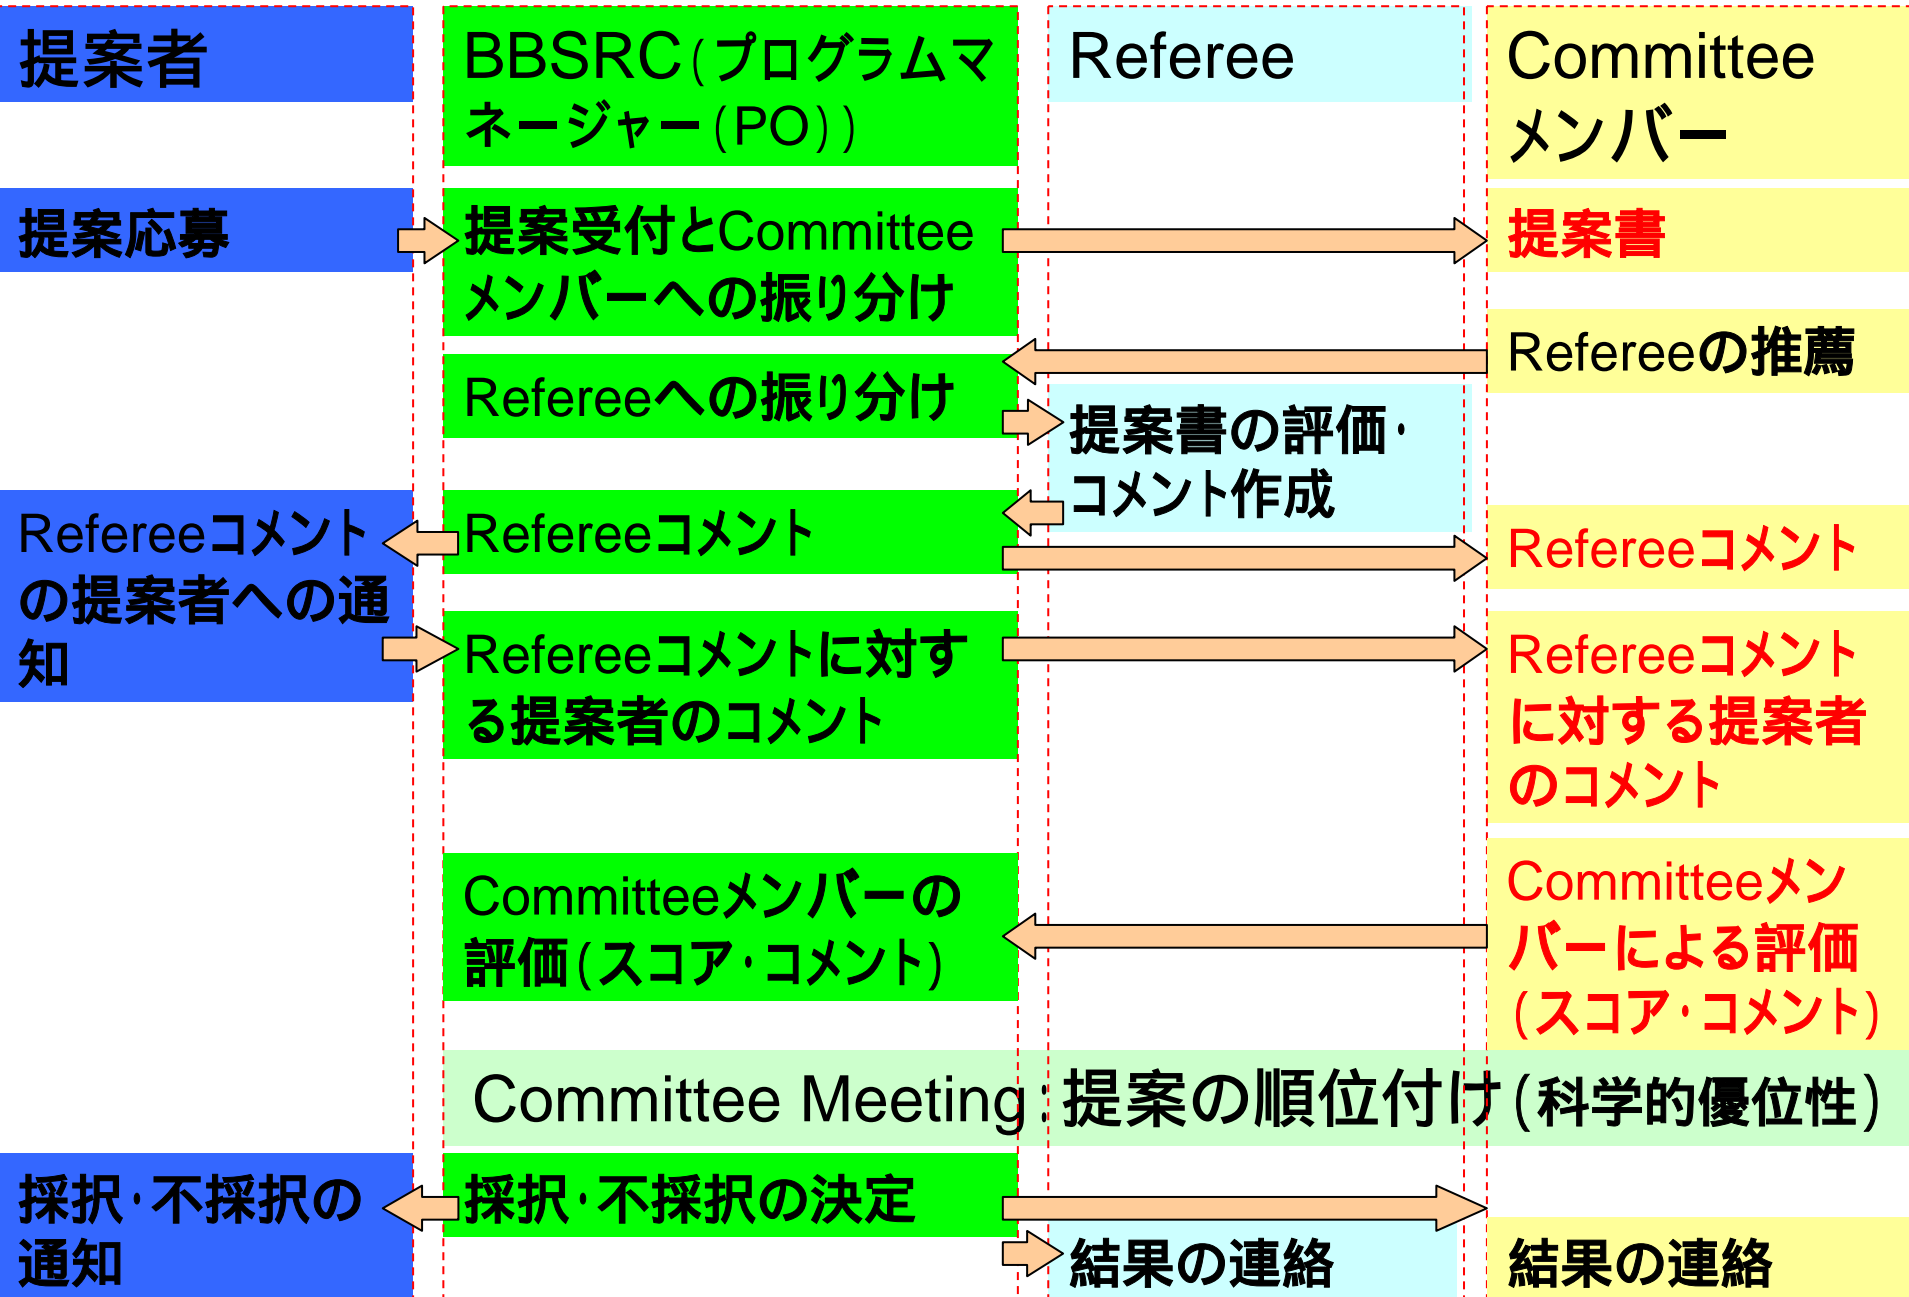 提案者
BBSRC(プログラムマ
ネージャー(PO))
Referee
Committee
メンバー
提案応募
提案受付とCommittee
メンバーへの振り分け
提案書
Refereeの推薦
Refereeへの振り分け
提案書の評価・
コメント作成
Refereeコメント
の提案者への通
知
Refereeコメント
Refereeコメント
Refereeコメントに対す
る提案者のコメント
Refereeコメント
に対する提案者
のコメント
Committeeメンバーの
評価(スコア・コメント)
Committeeメン
バーによる評価
(スコア・コメント)
Committee Meeting:提案の順位付け(科学的優位性)
採択・不採択の
通知
採択・不採択の決定
結果の連絡
結果の連絡